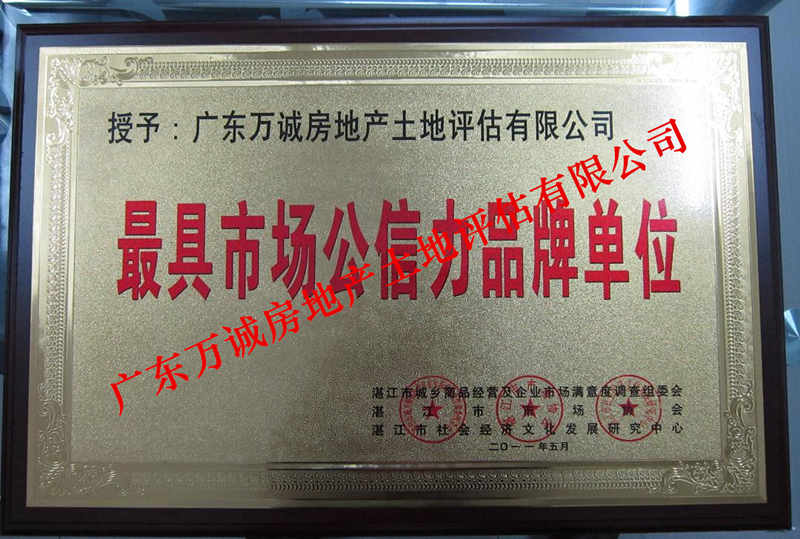 授予：广东万诚房地产土地评估有限公司
最具市场公信力品牌单位
广东万诚房地产土地评估有限公司
湛江市城乡商品经营及企业市场满意度调查组委会
湛江市市场协会
湛江市社会经济文化发展研究中心
二〇一一年五月